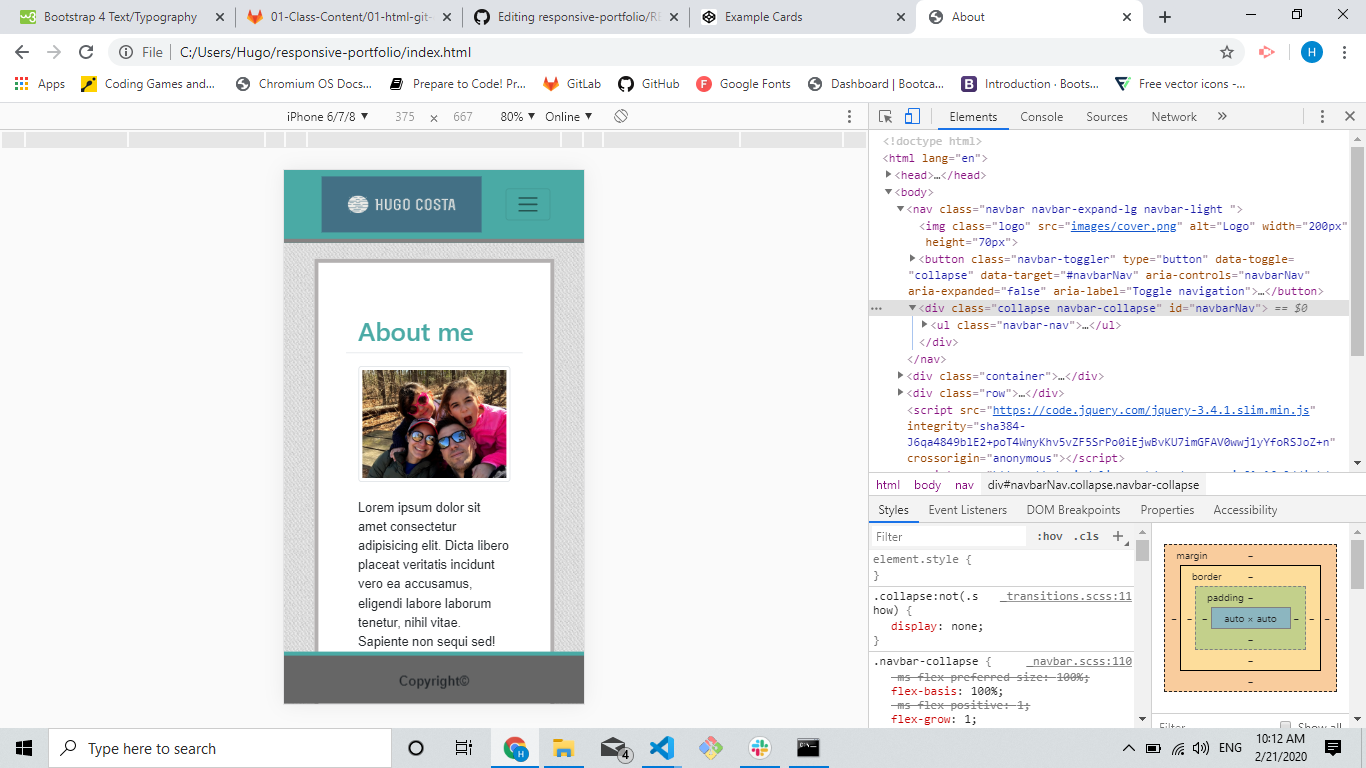 Bootstrap 4 Text/Typography
01-Class-Content/01-html-git-
Editing responsive-portfolio/RE
Example Cards
About
File
C:/Users/Hugo/responsive-portfolio/index.html
H
Apps
Coding Games and...
Chromium OS Docs...
Prepare to Code! Pr...
GitLab
GitHub
Google Fonts
Dashboard | Bootca...
Introduction · Boots...
Free vector icons -...
iPhone 6/7/8 ▼ 375 × 667 80% ▼ Online ▼
HUGO COSTA
About me
Lorem ipsum dolor sit
amet consectetur
adipisicing elit. Dicta libero
placeat veritatis incidunt
vero ea accusamus,
eligendi labore laborum
tenetur, nihil vitae.
Sapiente non sequi sed!
Copyright©
Elements Console Sources Network »
<!doctype html>
<html lang="en">
<head>…</head>
<body>
<nav class="navbar navbar-expand-lg navbar-light ">
<img class="logo" src="images/cover.png" alt="Logo" width="200px"
height="70px">
<button class="navbar-toggler" type="button" data-toggle=
"collapse" data-target="#navbarNav" aria-controls="navbarNav"
aria-expanded="false" aria-label="Toggle navigation">…</button>
<div class="collapse navbar-collapse" id="navbarNav"> == $0
<ul class="navbar-nav">…</ul>
</div>
</nav>
<div class="container">…</div>
<div class="row">…</div>
<script src="https://code.jquery.com/jquery-3.4.1.slim.min.js"
integrity="sha384-
J6qa4849blE2+poT4WnyKhv5vZF5SrPo0iEjwBvKU7imGFAV0wwj1yYfoRSJoZ+n"
crossorigin="anonymous"></script>
html body nav div#navbarNav.collapse.navbar-collapse
Styles Event Listeners DOM Breakpoints Properties Accessibility
Filter :hov .cls +
element.style {
}
.collapse:not(.s _transitions.scss:11
how) {
display: none;
}
.navbar-collapse { _navbar.scss:110
-ms-flex-preferred-size: 100%;
flex-basis: 100%;
-ms-flex-positive: 1;
flex-grow: 1;
margin –
border –
padding –
– – – auto × auto – – –
–
–
–
Filter Show all
Type here to search
H
4
ENG
10:12 AM
2/21/2020